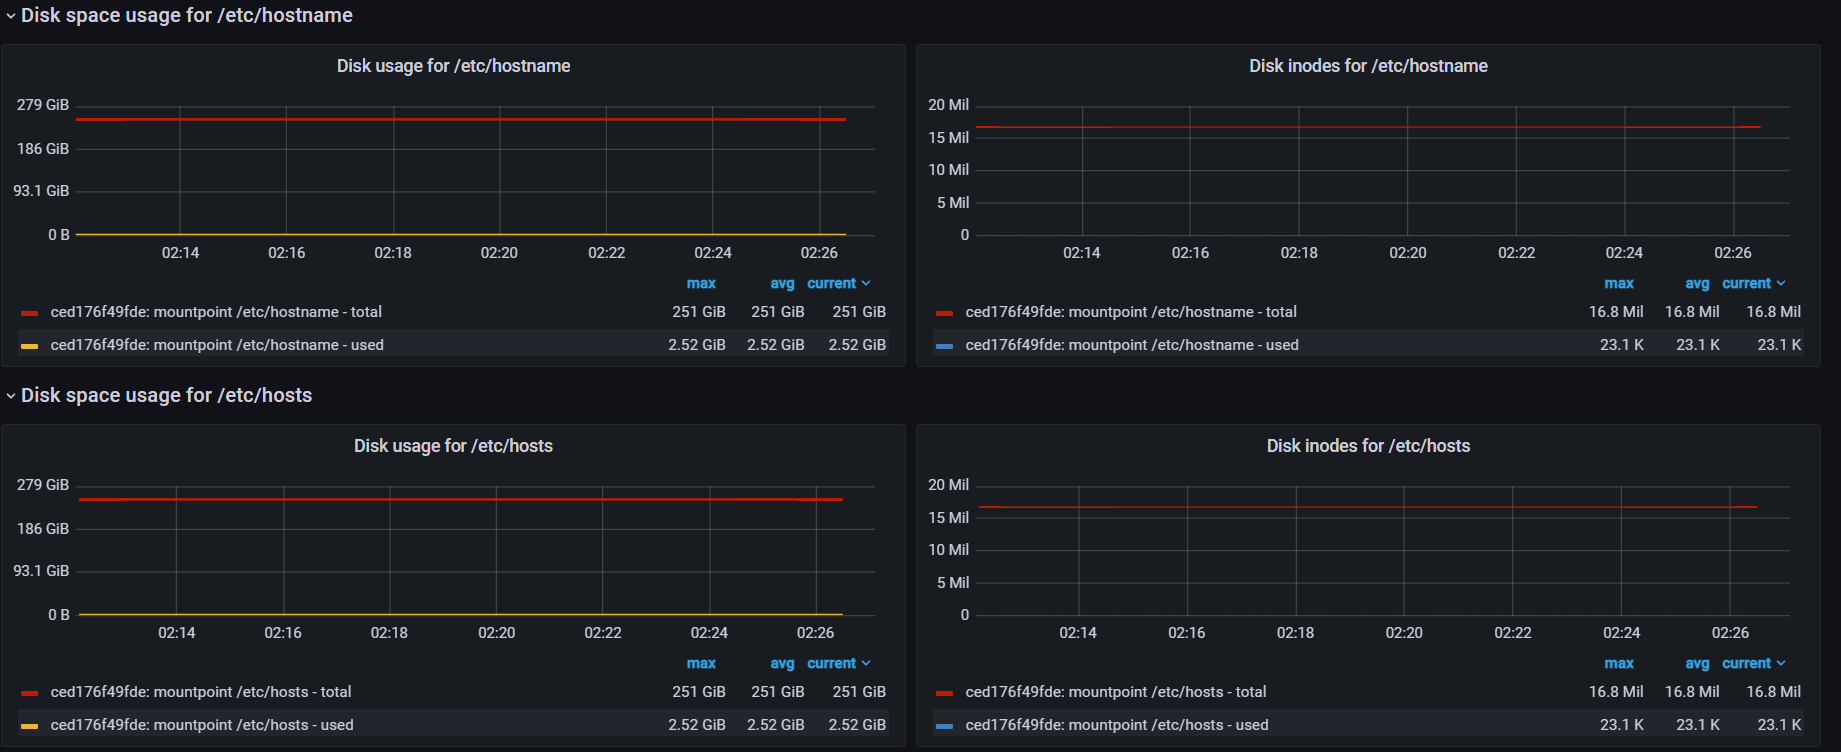 Disk space usage for /etc/hostname
Disk usage for /etc/hostname
279 GiB
186 GiB
93.1 GiB
0 B
02:14 02:16 02:18 02:20 02:22 02:24 02:26
max avg current
ced176f49fde: mountpoint /etc/hostname - total 251 GiB 251 GiB 251 GiB
ced176f49fde: mountpoint /etc/hostname - used 2.52 GiB 2.52 GiB 2.52 GiB
Disk inodes for /etc/hostname
20 Mil
15 Mil
10 Mil
5 Mil
0
02:14 02:16 02:18 02:20 02:22 02:24 02:26
max avg current
ced176f49fde: mountpoint /etc/hostname - total 16.8 Mil 16.8 Mil 16.8 Mil
ced176f49fde: mountpoint /etc/hostname - used 23.1 K 23.1 K 23.1 K
Disk space usage for /etc/hosts
Disk usage for /etc/hosts
279 GiB
186 GiB
93.1 GiB
0 B
02:14 02:16 02:18 02:20 02:22 02:24 02:26
max avg current
ced176f49fde: mountpoint /etc/hosts - total 251 GiB 251 GiB 251 GiB
ced176f49fde: mountpoint /etc/hosts - used 2.52 GiB 2.52 GiB 2.52 GiB
Disk inodes for /etc/hosts
20 Mil
15 Mil
10 Mil
5 Mil
0
02:14 02:16 02:18 02:20 02:22 02:24 02:26
max avg current
ced176f49fde: mountpoint /etc/hosts - total 16.8 Mil 16.8 Mil 16.8 Mil
ced176f49fde: mountpoint /etc/hosts - used 23.1 K 23.1 K 23.1 K